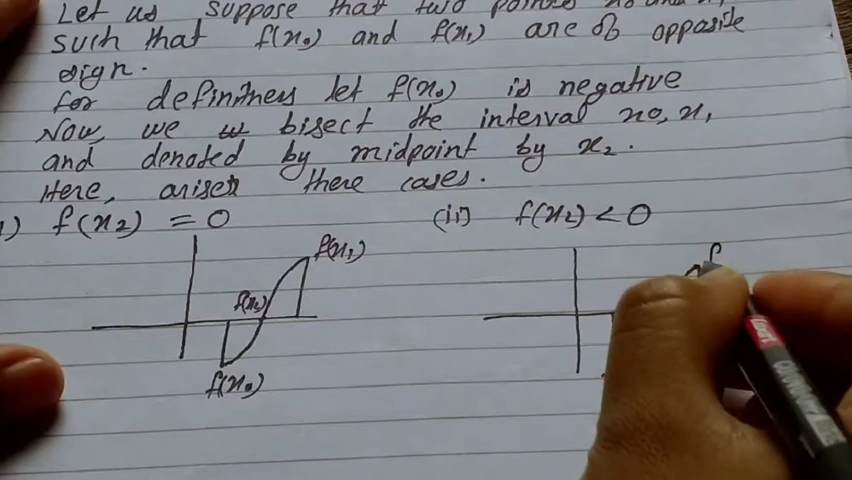 Let us suppose that two points
such that f(x₀) and f(x₁) are of opposite
sign.
for definitness let f(x₀) is negative
Now, we bisect the interval x0, x,
and denoted by midpoint by x₂.
Here, arises there cases.
) f(x₂) = 0 (ii) f(x₂) < 0
f(x₁)
f(x₂)
f(x₀)
f